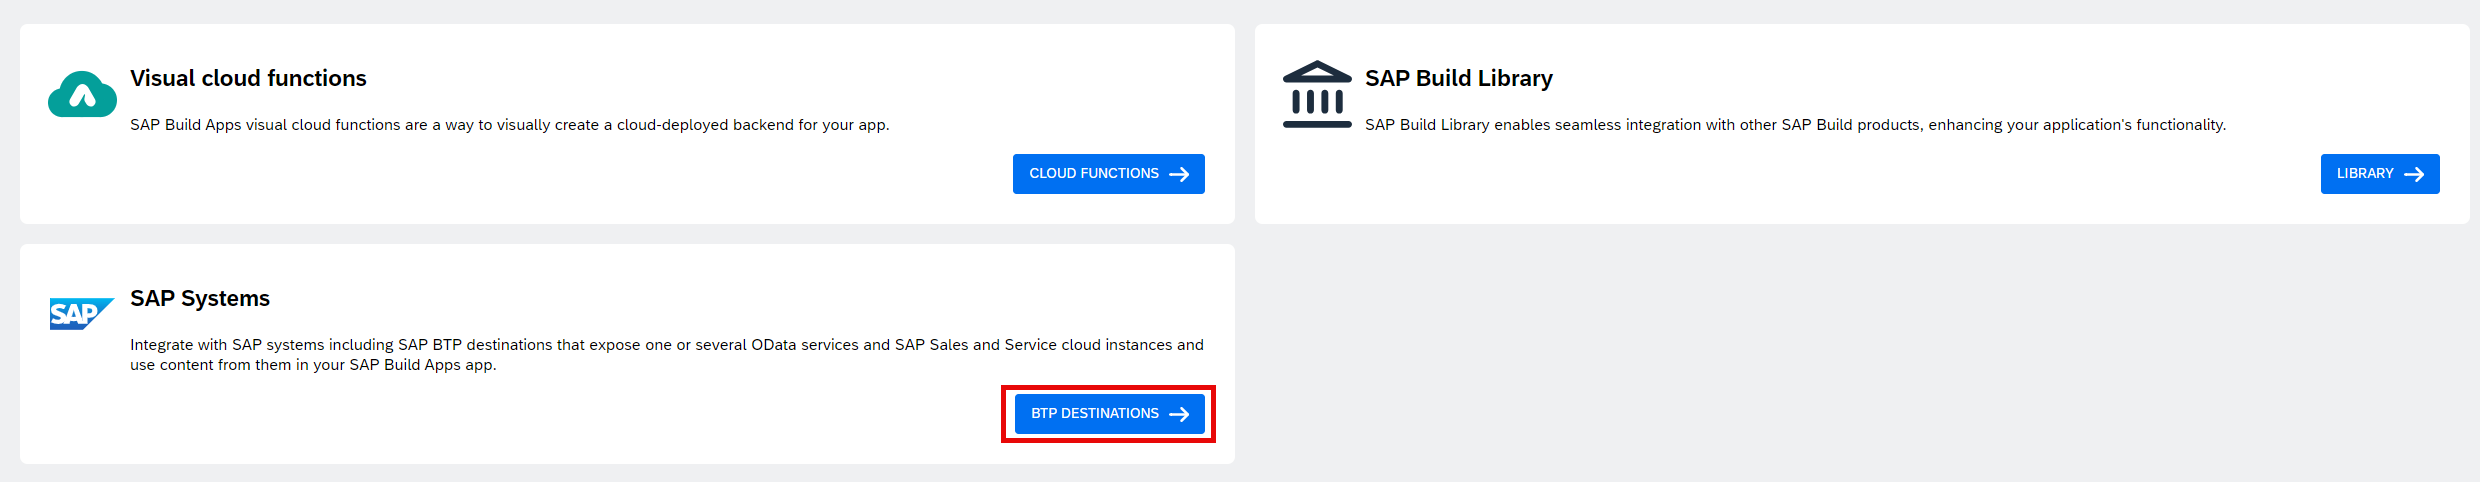 Visual cloud functions
SAP Build Apps visual cloud functions are a way to visually create a cloud-deployed backend for your app.
CLOUD FUNCTIONS
SAP Build Library
SAP Build Library enables seamless integration with other SAP Build products, enhancing your application's functionality.
LIBRARY
SAP
SAP Systems
Integrate with SAP systems including SAP BTP destinations that expose one or several OData services and SAP Sales and Service cloud instances and
use content from them in your SAP Build Apps app.
BTP DESTINATIONS